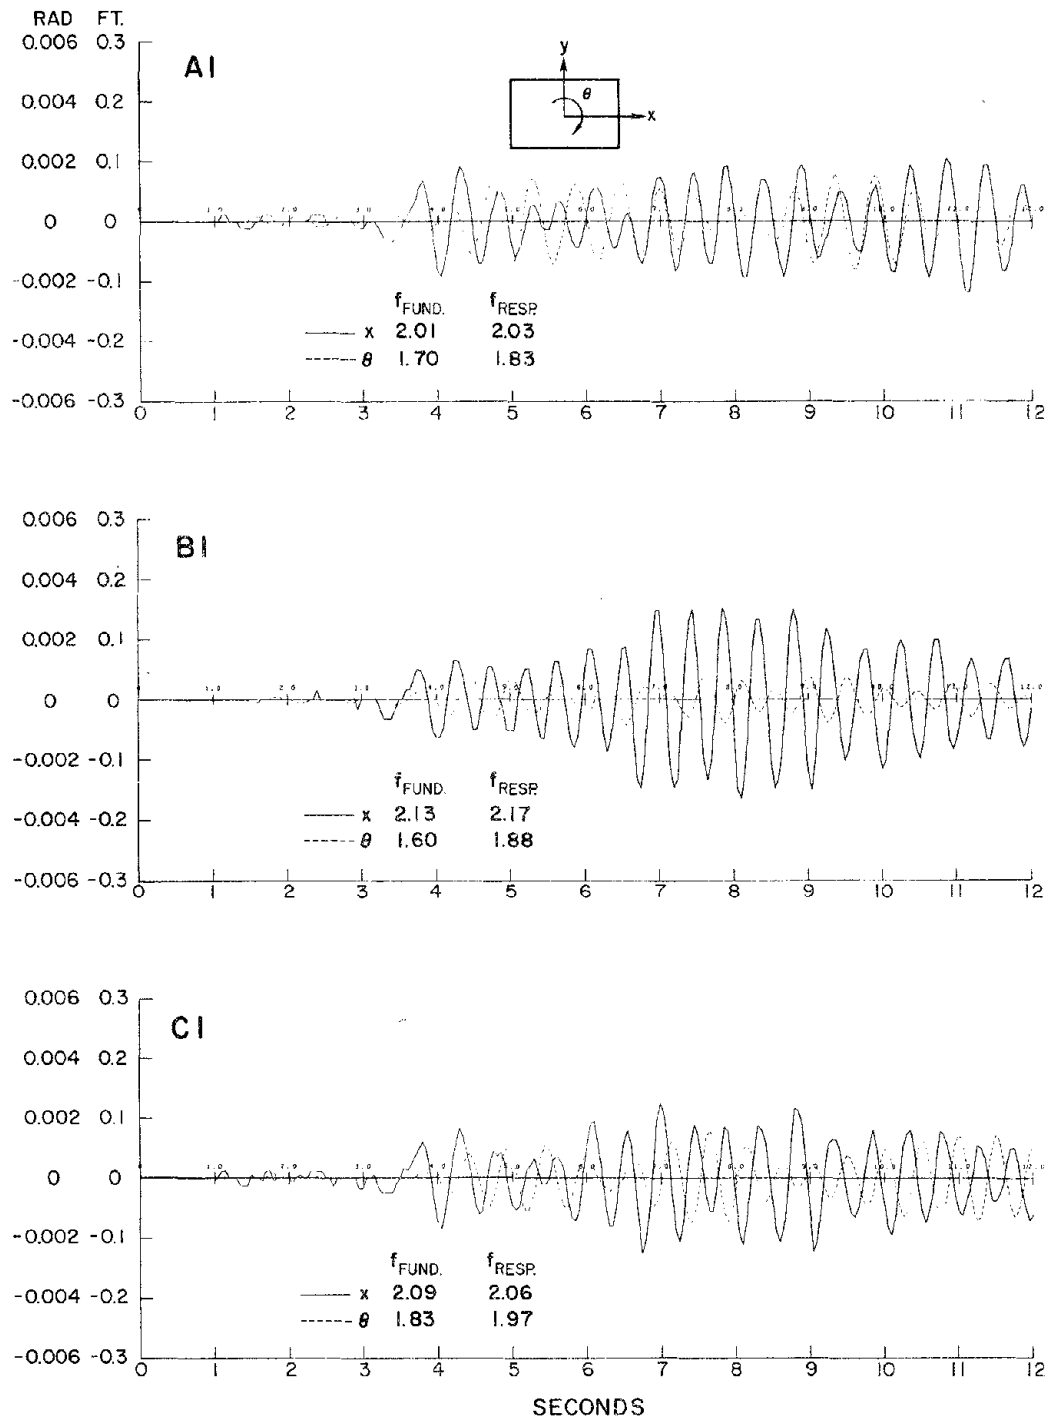 RAD FT.
0.006 0.3
A1
y
0.004 0.2
θ
x
0.002 0.1
0 0
-0.002 -0.1
fFUND. fRESP.
x 2.01 2.03
-0.004 -0.2
θ 1.70 1.83
-0.006 -0.3
0 1 2 3 4 5 6 7 8 9 10 11 12
0.006 0.3
B1
0.004 0.2
0.002 0.1
0 0
-0.002 -0.1
fFUND. fRESP.
x 2.13 2.17
-0.004 -0.2
θ 1.60 1.88
-0.006 -0.3
0 1 2 3 4 5 6 7 8 9 10 11 12
0.006 0.3
C1
0.004 0.2
0.002 0.1
0 0
-0.002 -0.1
fFUND. fRESP.
x 2.09 2.06
-0.004 -0.2
θ 1.83 1.97
-0.006 -0.3
0 1 2 3 4 5 6 7 8 9 10 11 12
SECONDS